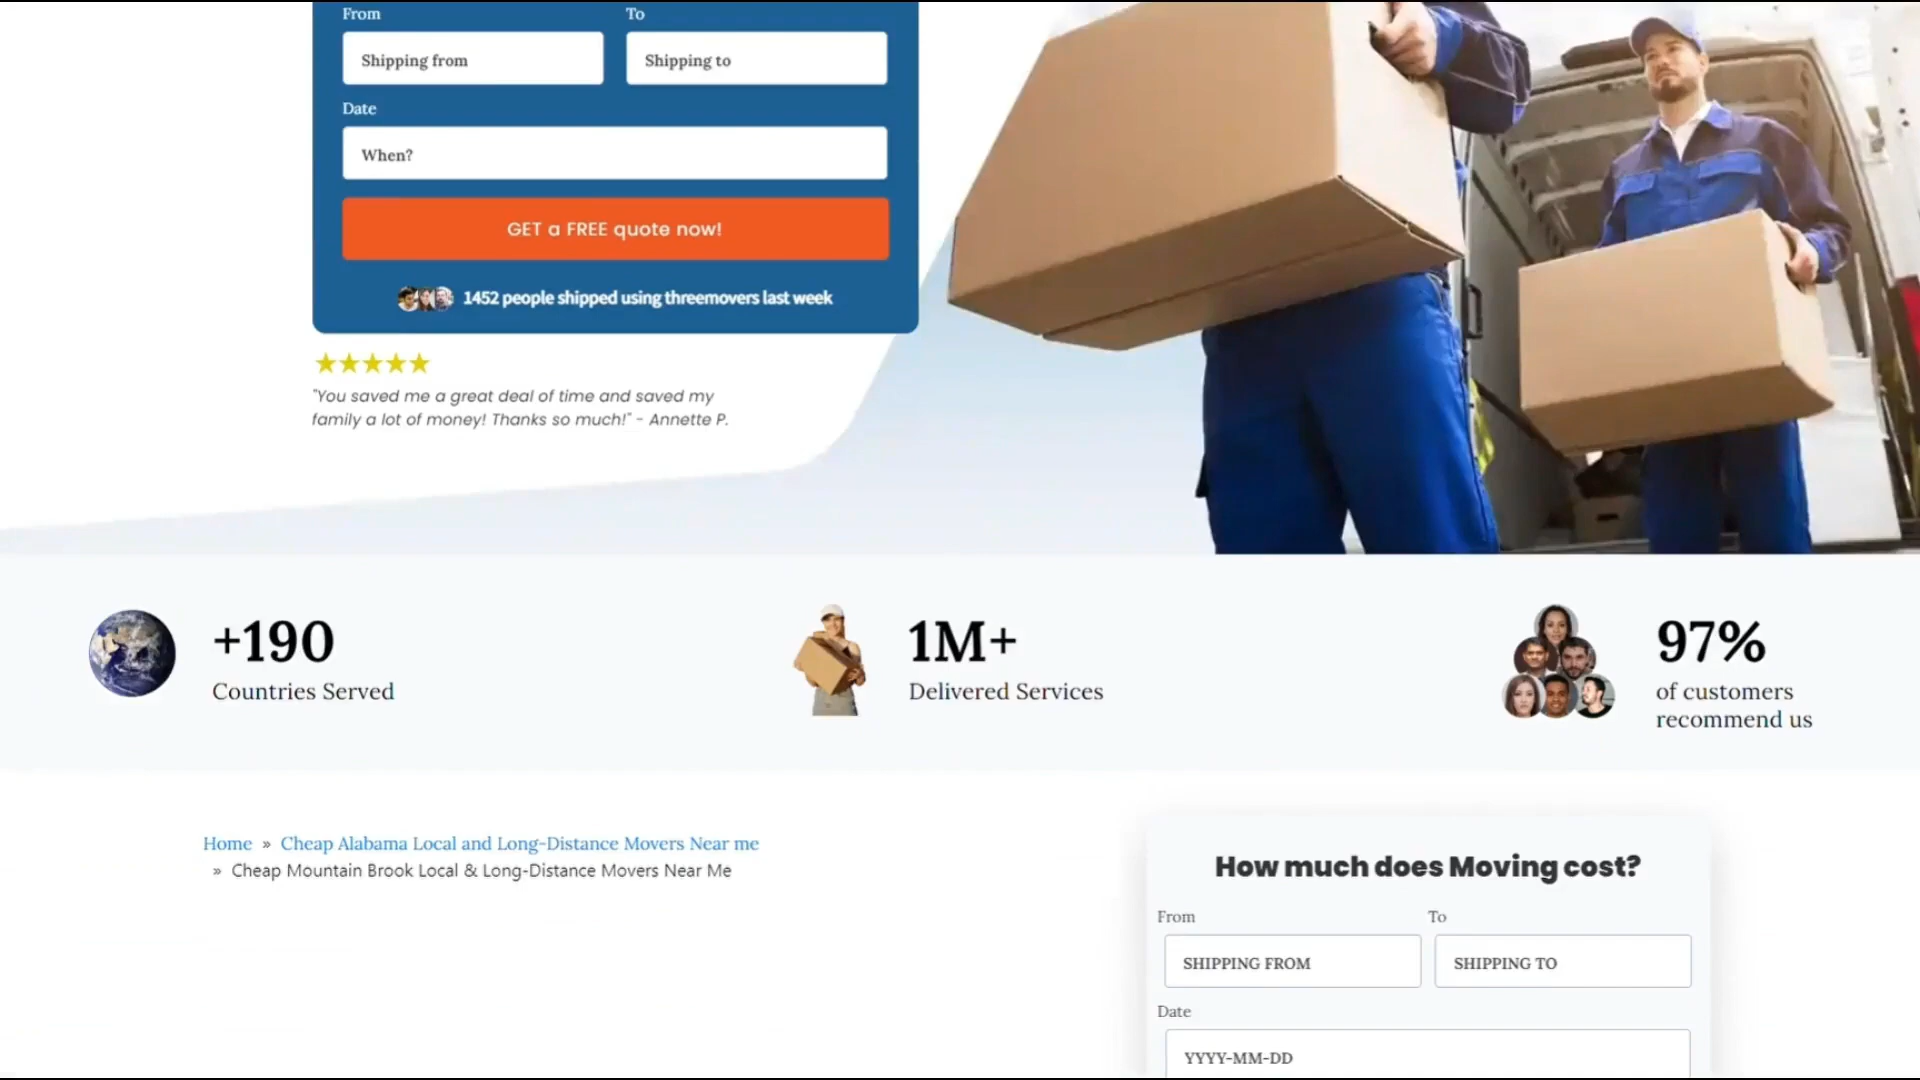 From
To
Shipping from
Shipping to
Date
When?
GET a FREE quote now!
1452 people shipped using threemovers last week
"You saved me a great deal of time and saved my
family a lot of money! Thanks so much!" - Annette P.
+190
Countries Served
1M+
Delivered Services
97%
of customers
recommend us
Home » Cheap Alabama Local and Long-Distance Movers Near me
» Cheap Mountain Brook Local & Long-Distance Movers Near Me
How much does Moving cost?
From
To
SHIPPING FROM
SHIPPING TO
Date
YYYY-MM-DD